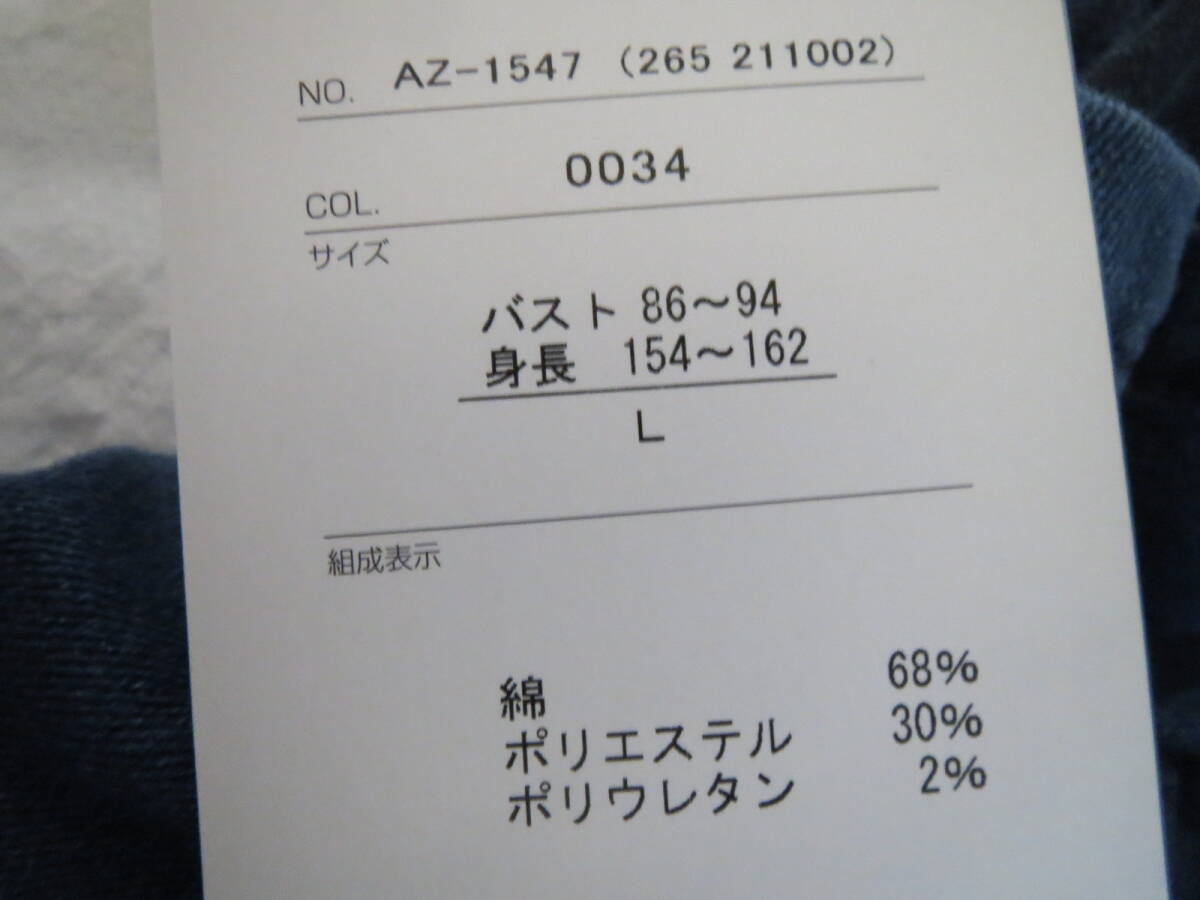 NO. AZ-1547 (265 211002)
COL. 0034
サイズ
バスト 86～94
身長 154～162
L
組成表示
綿 68%
ポリエステル 30%
ポリウレタン 2%